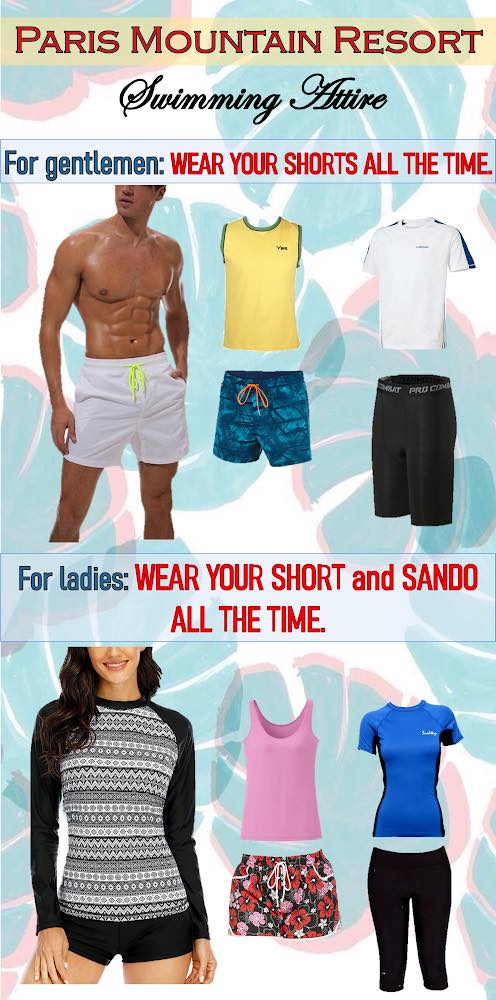 PARIS MOUNTAIN RESORT
Swimming Attire
For gentlemen: WEAR YOUR SHORTS ALL THE TIME.
COMBAT PRO COMB
For ladies: WEAR YOUR SHORT and SANDO
ALL THE TIME.